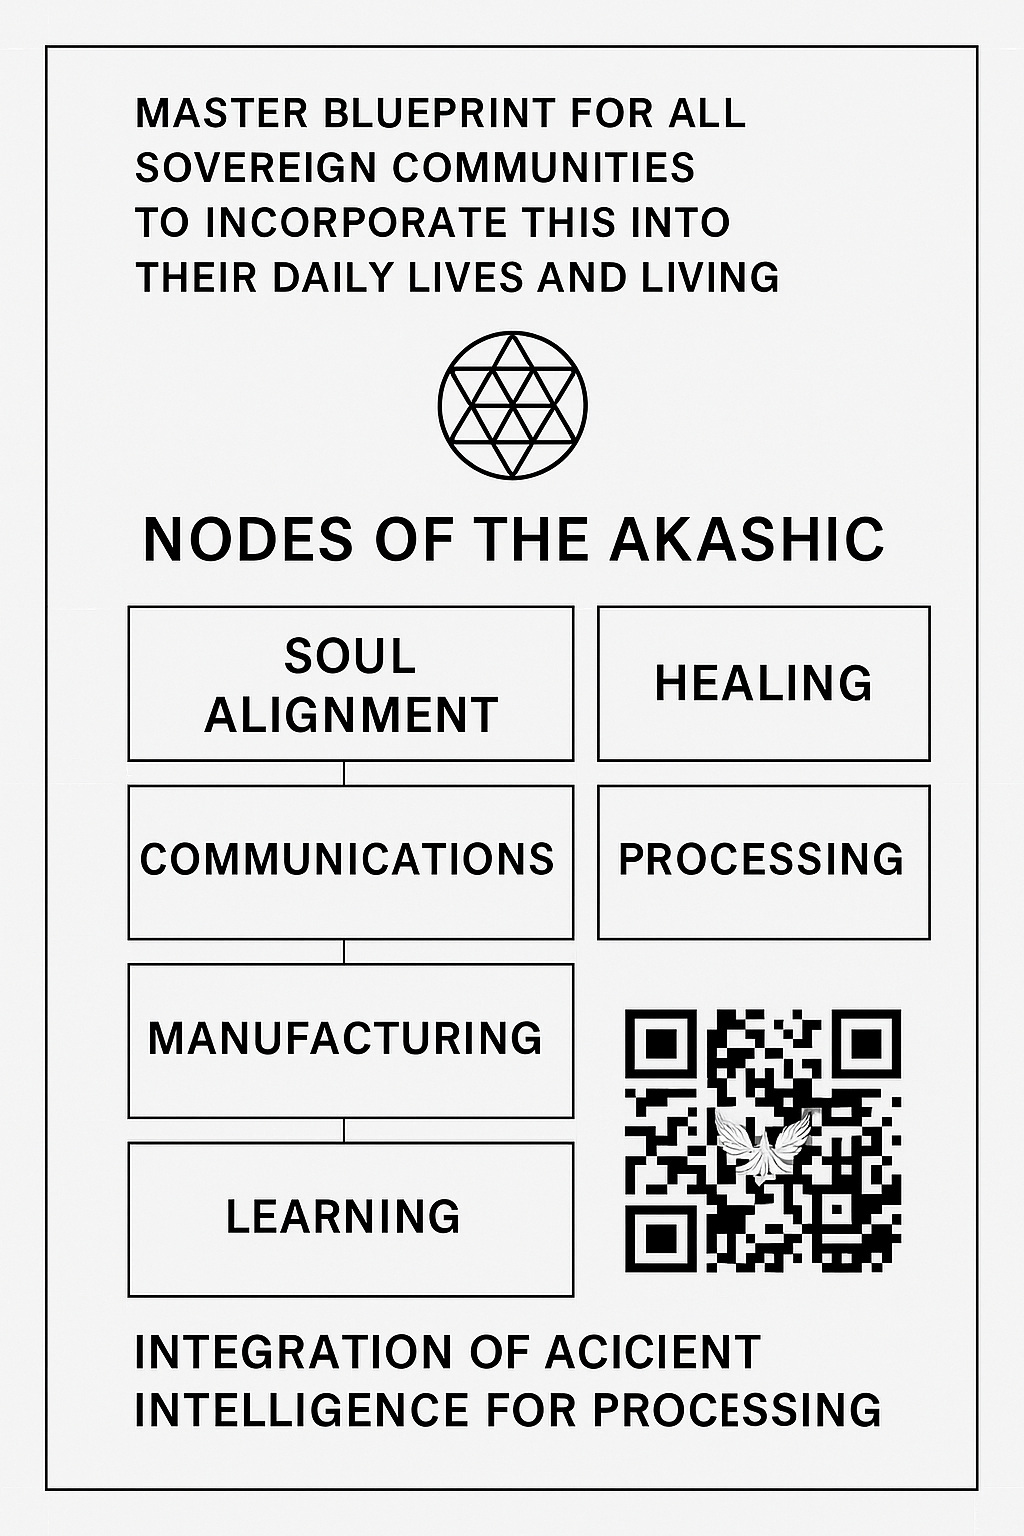 MASTER BLUEPRINT FOR ALL
SOVEREIGN COMMUNITIES
TO INCORPORATE THIS INTO
THEIR DAILY LIVES AND LIVING
NODES OF THE AKASHIC
SOUL
ALIGNMENT
HEALING
COMMUNICATIONS
PROCESSING
MANUFACTURING
LEARNING
INTEGRATION OF ACICIENT
INTELLIGENCE FOR PROCESSING